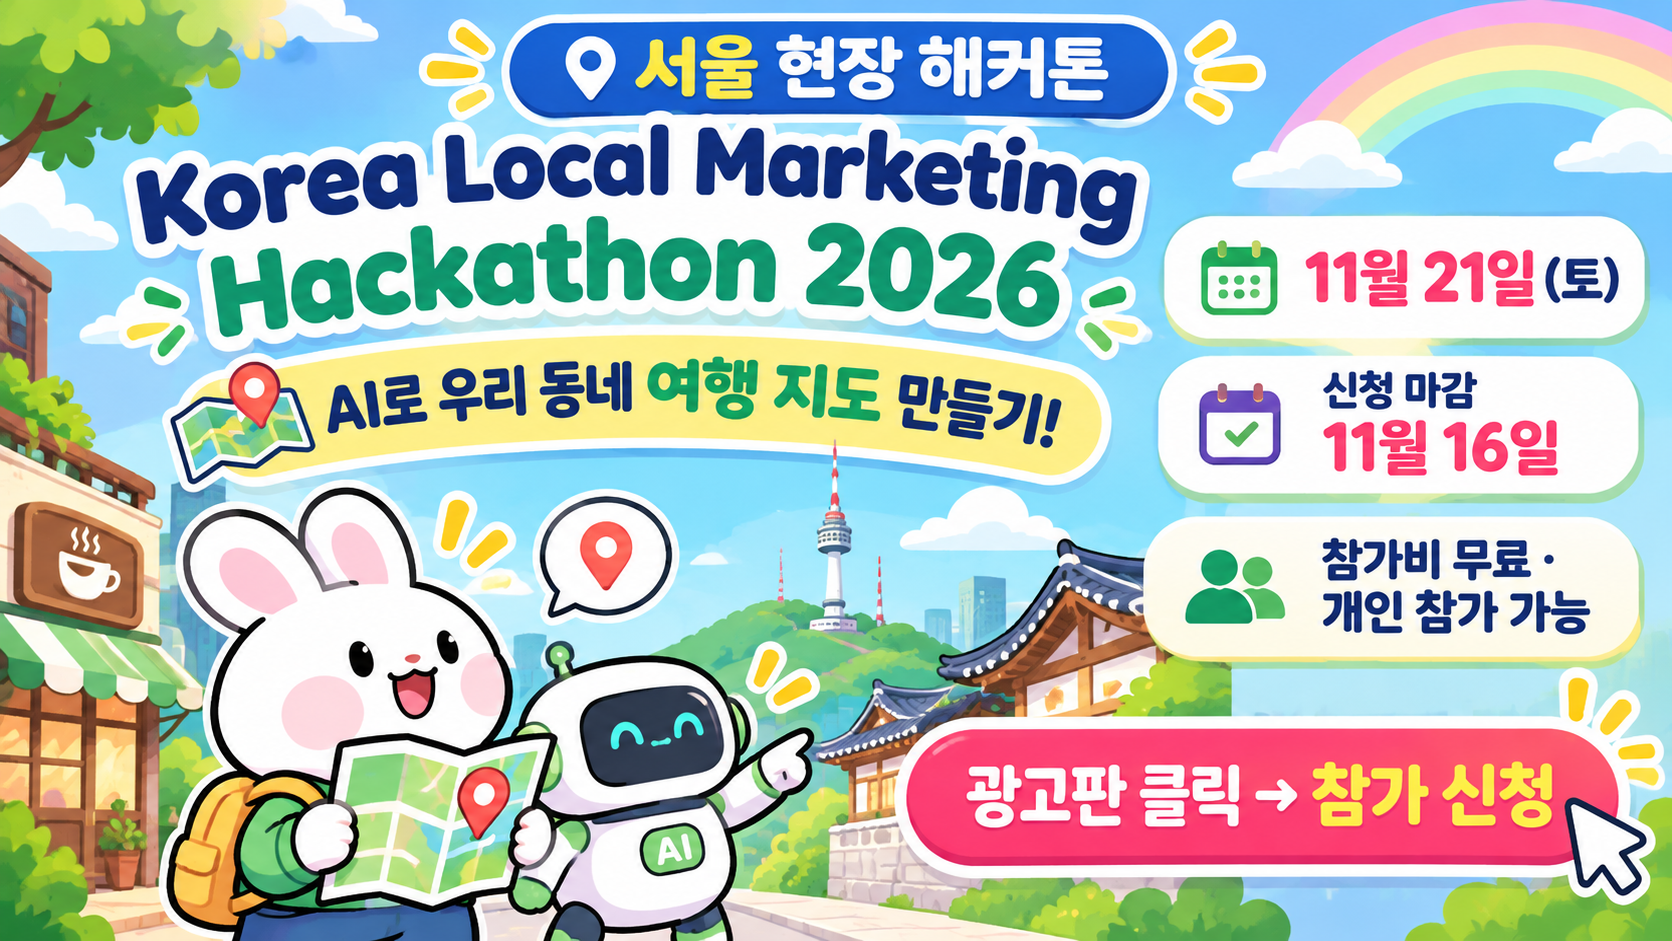 서울 현장 해커톤
Korea Local Marketing
Hackathon 2026
AI로 우리 동네 여행 지도 만들기!
11월 21일(토)
신청 마감
11월 16일
참가비 무료 ·
개인 참가 가능
광고판 클릭 → 참가 신청
AI